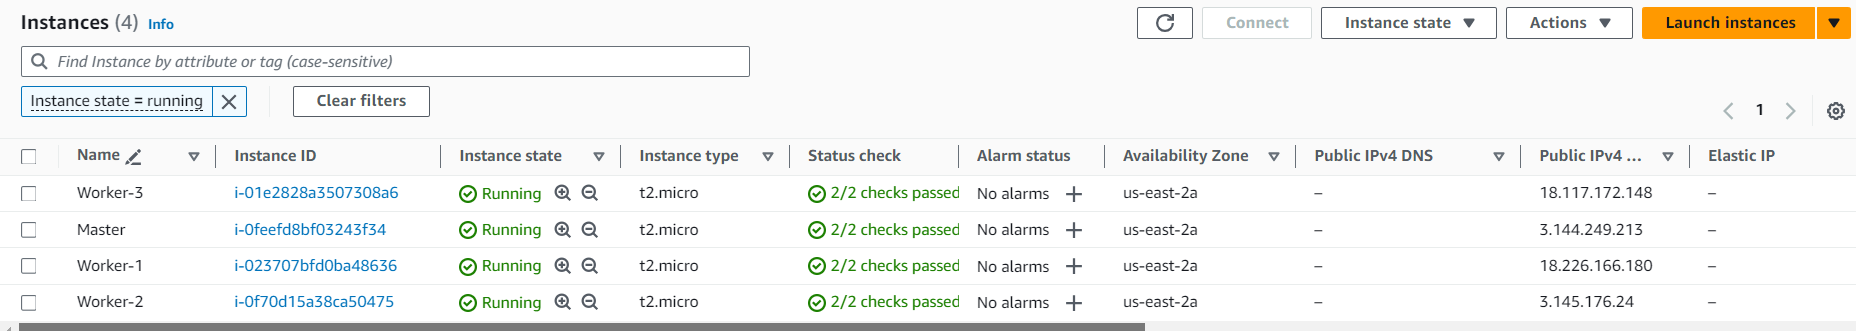 Instances (4) Info
Connect Instance state Actions Launch instances
Find Instance by attribute or tag (case-sensitive)
Instance state = running Clear filters
1
Name Instance ID Instance state Instance type Status check Alarm status Availability Zone Public IPv4 DNS Public IPv4 ... Elastic IP
Worker-3 i-01e2828a3507308a6 Running t2.micro 2/2 checks passed No alarms + us-east-2a – 18.117.172.148 –
Master i-0feefd8bf03243f34 Running t2.micro 2/2 checks passed No alarms + us-east-2a – 3.144.249.213 –
Worker-1 i-023707bfd0ba48636 Running t2.micro 2/2 checks passed No alarms + us-east-2a – 18.226.166.180 –
Worker-2 i-0f70d15a38ca50475 Running t2.micro 2/2 checks passed No alarms + us-east-2a – 3.145.176.24 –